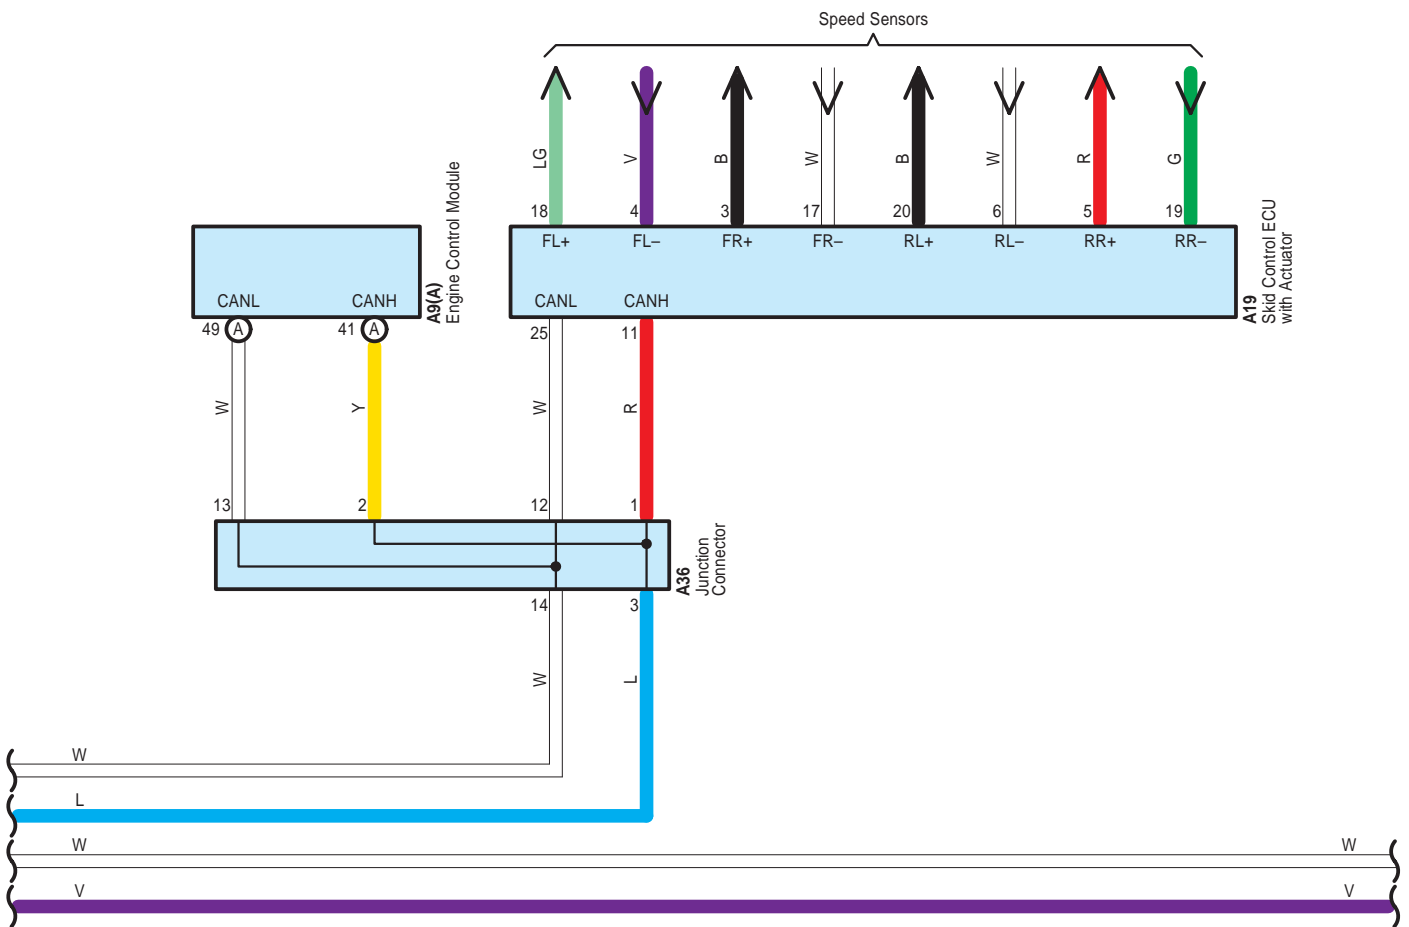 Speed Sensors
LG V B W B W R G
18 4 3 17 20 6 5 19
FL+ FL– FR+ FR– RL+ RL– RR+ RR–
A19
Skid Control ECU
with Actuator
CANL CANH
A9(A)
Engine Control Module
CANL CANH
49 A 41 A 25 11
W Y W R
13 2 12 1
A36
Junction
Connector
14 3
W L
W
L
W W
V V